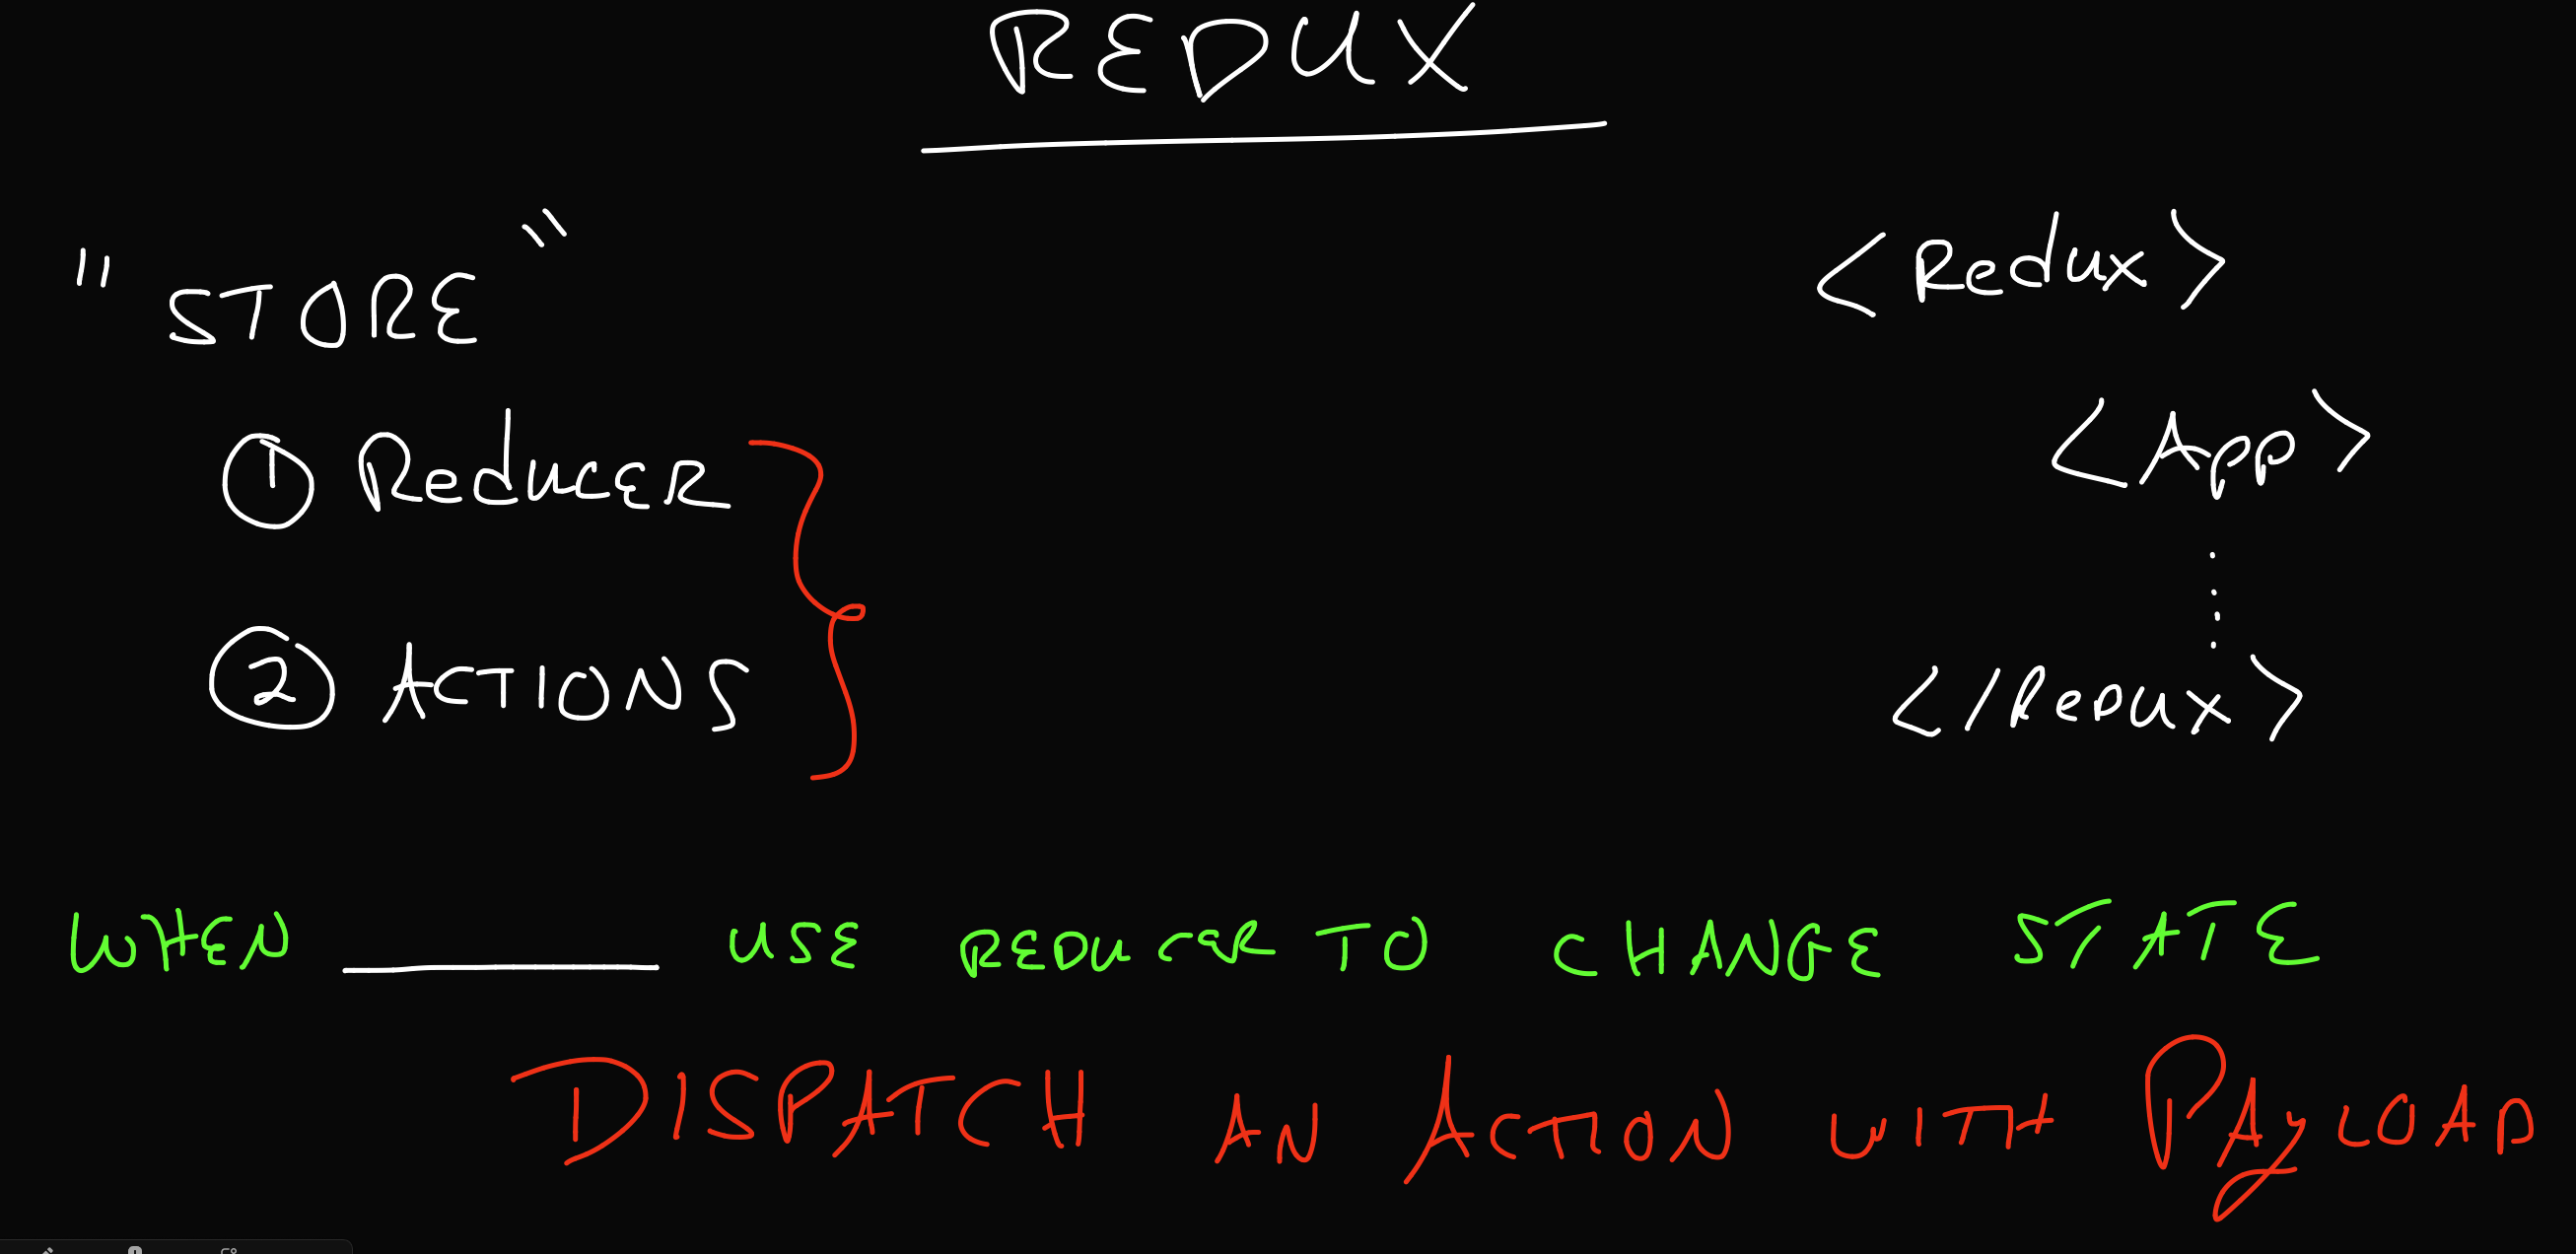 REDUX
"STORE"
① Reducer
② ACTIONS
<Redux>
<App>
</Redux>
WHEN ________ USE REDUCER TO CHANGE STATE
DISPATCH AN ACTION WITH PAyLOAD